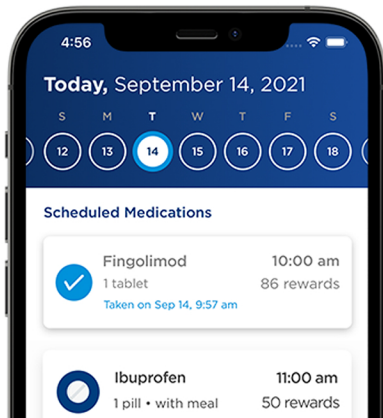 4:56
Today, September 14, 2021
S M T W T F S
12 13 14 15 16 17 18
Scheduled Medications
Fingolimod 10:00 am
1 tablet 86 rewards
Taken on Sep 14, 9:57 am
Ibuprofen 11:00 am
1 pill • with meal 50 rewards